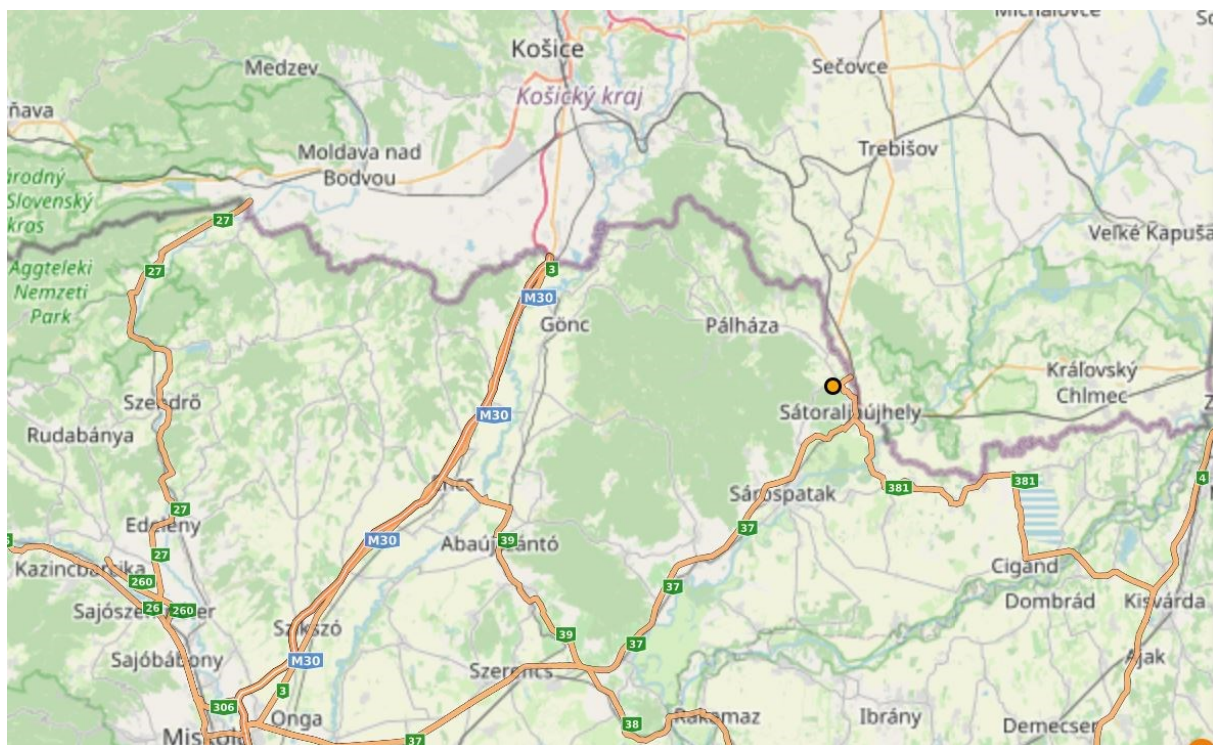 Michalovce
Košice
Sečovce
Medzev
Košický kraj
ňava
Moldava nad
Bodvou
Trebišov
Slovenský
kras
27
Veľké Kapuša
27
3
Aggteleki
Nemzeti
Park
M30
Gönc
Pálháza
Kráľovský
Chlmec
Szendrő
M30
Sátoraljaújhely
Rudabánya
381
4
381
Sárospatak
27
Edelény
37
M30
39
Abaújszántó
27
Kazincbarcika
Cigánd
260
37
Dombrád
Kisvárda
26
260
Szikszó
39
37
Sajóbábony
M30
Szerencs
Ajak
3
306
Onga
38
Rakamaz
Ibrány
Demecser
37